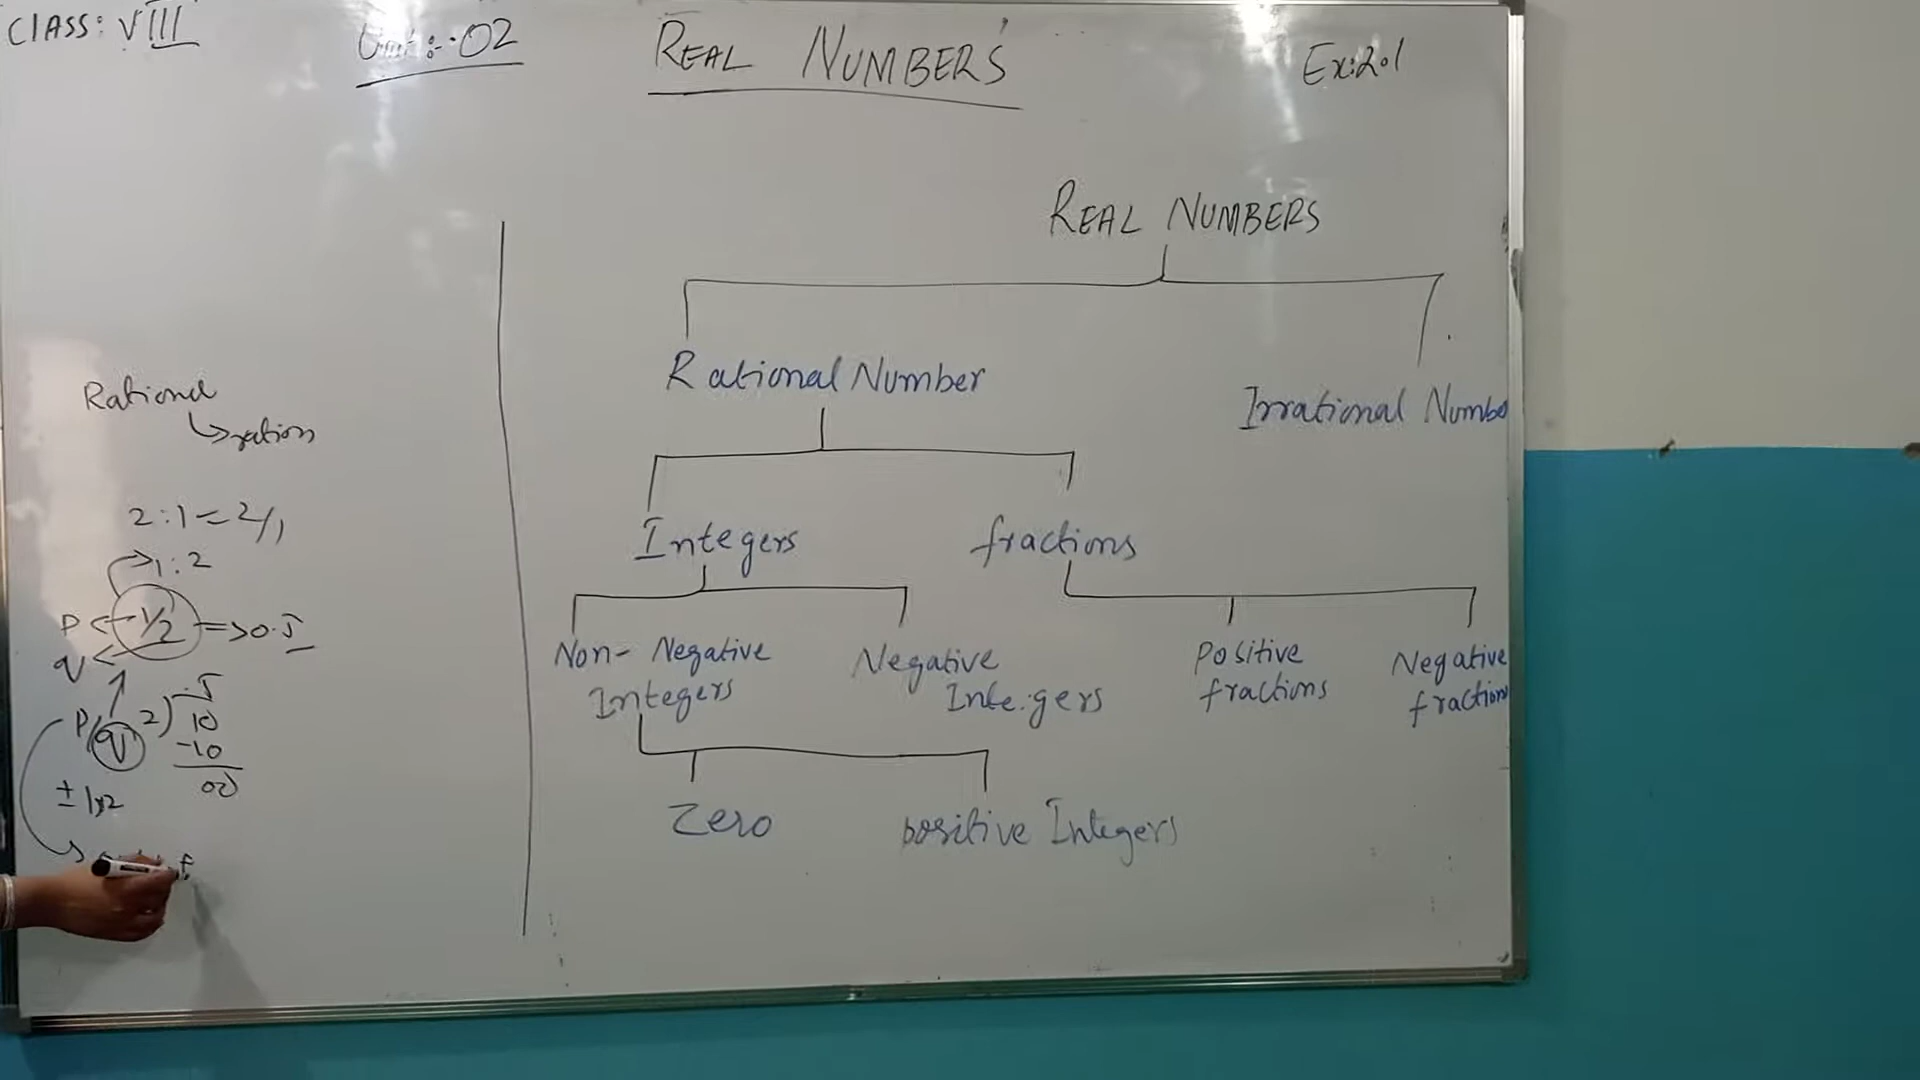 CLASS: VIII
Unit:-02
REAL NUMBERS
Ex:2.1
REAL NUMBERS
Rational Number
Irrational Numbe
Integers
fractions
Non-Negative
Integers
Negative
Integers
Positive
fractions
Negative
fraction
Zero
positive Integers
Rational
ration
2:1=2/1
1:2
P
1/2
0.5
q
.5
P/q
2)10
-10
00
± 1,2